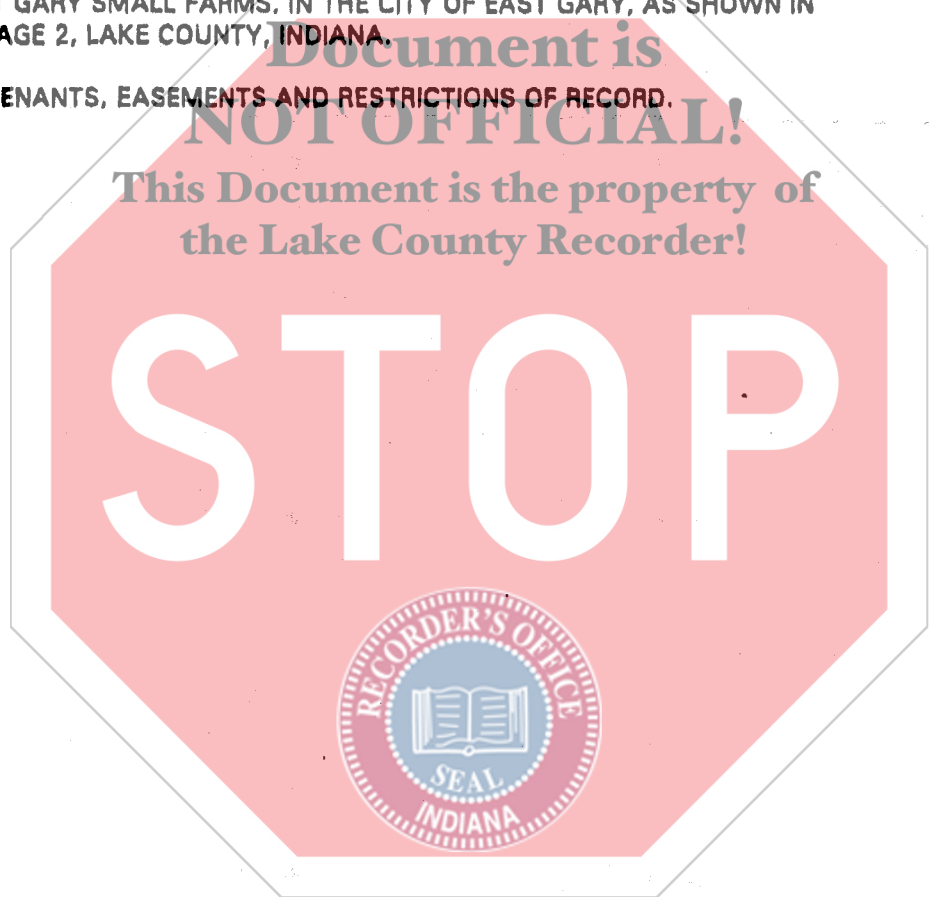 GARY SMALL FARMS, IN THE CITY OF EAST GARY, AS SHOWN IN
AGE 2, LAKE COUNTY, INDIANA.
Document is
ENANTS, EASEMENTS AND RESTRICTIONS OF RECORD.
NOT OFFICIAL!
This Document is the property of
the Lake County Recorder!
STOP
RECORDER'S OFFICE
SEAL
INDIANA